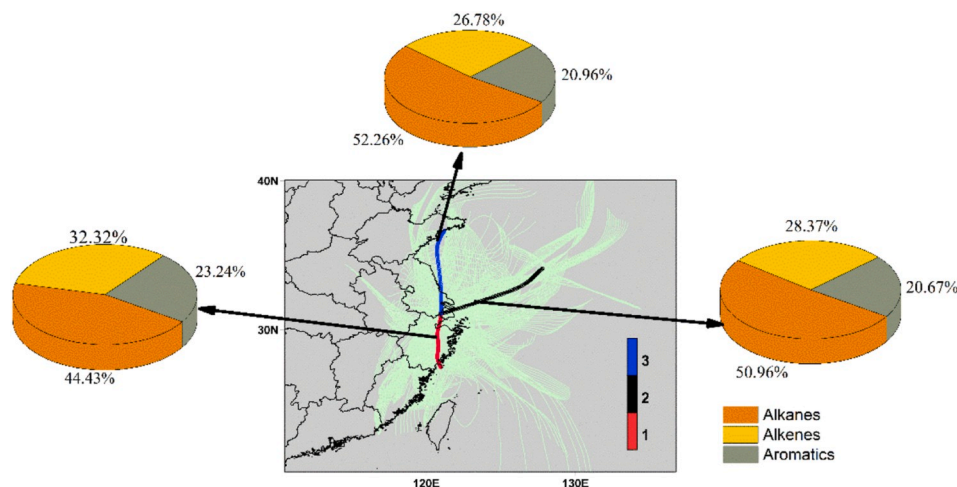 26.78%
20.96%
52.26%
40N
32.32%
23.24%
44.43%
28.37%
20.67%
50.96%
30N
3
2
1
120E
130E
Alkanes
Alkenes
Aromatics